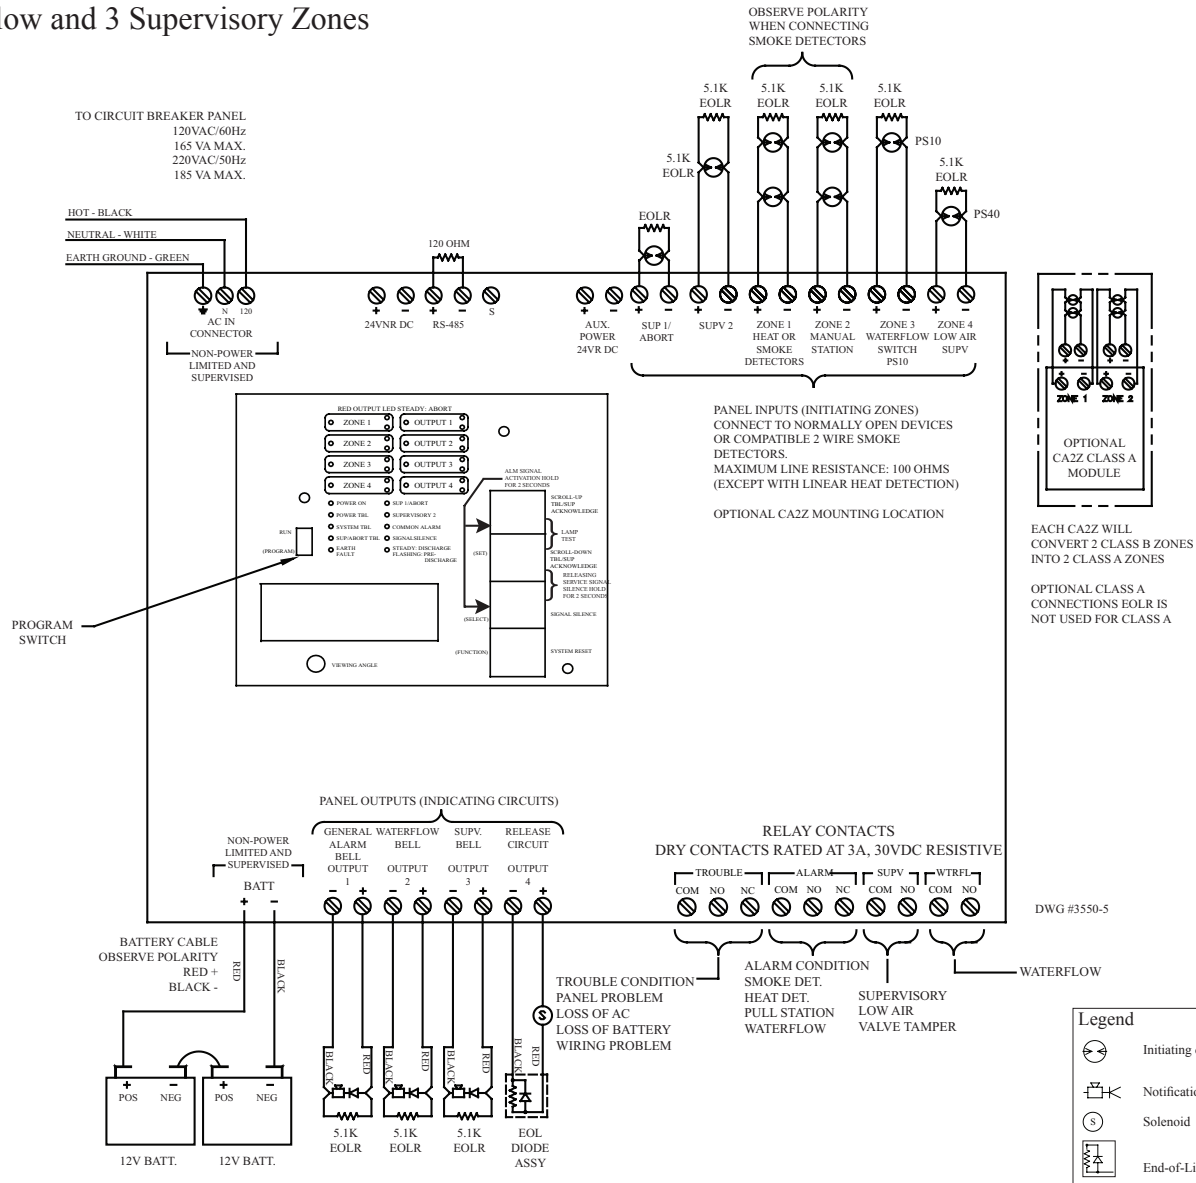 low and 3 Supervisory Zones
OBSERVE POLARITY
WHEN CONNECTING
SMOKE DETECTORS
TO CIRCUIT BREAKER PANEL
120VAC/60Hz
165 VA MAX.
220VAC/50Hz
185 VA MAX.
HOT - BLACK
NEUTRAL - WHITE
EARTH GROUND - GREEN
120 OHM
EOLR
5.1K
EOLR
5.1K
EOLR
5.1K
EOLR
5.1K
EOLR
5.1K
EOLR
PS10
5.1K
EOLR
PS40
N 120
AC IN
CONNECTOR
NON-POWER
LIMITED AND
SUPERVISED
+ −
24VNR DC
+ −
RS-485
S
+ −
AUX.
POWER
24VR DC
+ −
SUP 1/
ABORT
+ −
SUPV 2
+ −
ZONE 1
HEAT OR
SMOKE
DETECTORS
+ −
ZONE 2
MANUAL
STATION
+ −
ZONE 3
WATERFLOW
SWITCH
PS10
+ −
ZONE 4
LOW AIR
SUPV
PANEL INPUTS (INITIATING ZONES)
CONNECT TO NORMALLY OPEN DEVICES
OR COMPATIBLE 2 WIRE SMOKE
DETECTORS.
MAXIMUM LINE RESISTANCE: 100 OHMS
(EXCEPT WITH LINEAR HEAT DETECTION)
OPTIONAL CA2Z MOUNTING LOCATION
+ − + −
+ − + −
ZONE 1 ZONE 2
OPTIONAL
CA2Z CLASS A
MODULE
EACH CA2Z WILL
CONVERT 2 CLASS B ZONES
INTO 2 CLASS A ZONES
OPTIONAL CLASS A
CONNECTIONS EOLR IS
NOT USED FOR CLASS A
RED OUTPUT LED STEADY: ABORT
ZONE 1 OUTPUT 1
ZONE 2 OUTPUT 2
ZONE 3 OUTPUT 3
ZONE 4 OUTPUT 4
POWER ON SUP 1/ABORT
POWER TBL SUPERVISORY 2
SYSTEM TBL COMMON ALARM
SUP/ABORT TBL SIGNALSILENCE
EARTH
FAULT
STEADY: DISCHARGE
FLASHING: PRE-
DISCHARGE
RUN
(PROGRAM)
PROGRAM
SWITCH
ALM SIGNAL
ACTIVATION HOLD
FOR 2 SECONDS
SCROLL-UP
TBL/SUP
ACKNOWLEDGE
LAMP
TEST
(SET)
SCROLL-DOWN
TBL/SUP
ACKNOWLEDGE
RELEASING
SERVICE SIGNAL
SILENCE HOLD
FOR 2 SECONDS
(SELECT)
SIGNAL SILENCE
(FUNCTION)
SYSTEM RESET
VIEWING ANGLE
PANEL OUTPUTS (INDICATING CIRCUITS)
NON-POWER
LIMITED AND
SUPERVISED
BATT
+ −
GENERAL
ALARM
BELL
OUTPUT
1
− +
WATERFLOW
BELL
OUTPUT
2
− +
SUPV.
BELL
OUTPUT
3
− +
RELEASE
CIRCUIT
OUTPUT
4
− +
RELAY CONTACTS
DRY CONTACTS RATED AT 3A, 30VDC RESISTIVE
TROUBLE ALARM SUPV WTRFL
COM NO NC COM NO NC COM NO COM NO
DWG #3550-5
BATTERY CABLE
OBSERVE POLARITY
RED +
BLACK -
RED
BLACK
BLACK
RED
BLACK
RED
BLACK
RED
BLACK
RED
S
TROUBLE CONDITION
PANEL PROBLEM
LOSS OF AC
LOSS OF BATTERY
WIRING PROBLEM
ALARM CONDITION
SMOKE DET.
HEAT DET.
PULL STATION
WATERFLOW
SUPERVISORY
LOW AIR
VALVE TAMPER
WATERFLOW
+ − + −
POS NEG POS NEG
12V BATT. 12V BATT.
5.1K
EOLR
5.1K
EOLR
5.1K
EOLR
EOL
DIODE
ASSY
Legend
Initiating
Notification
S Solenoid
End-of-Li